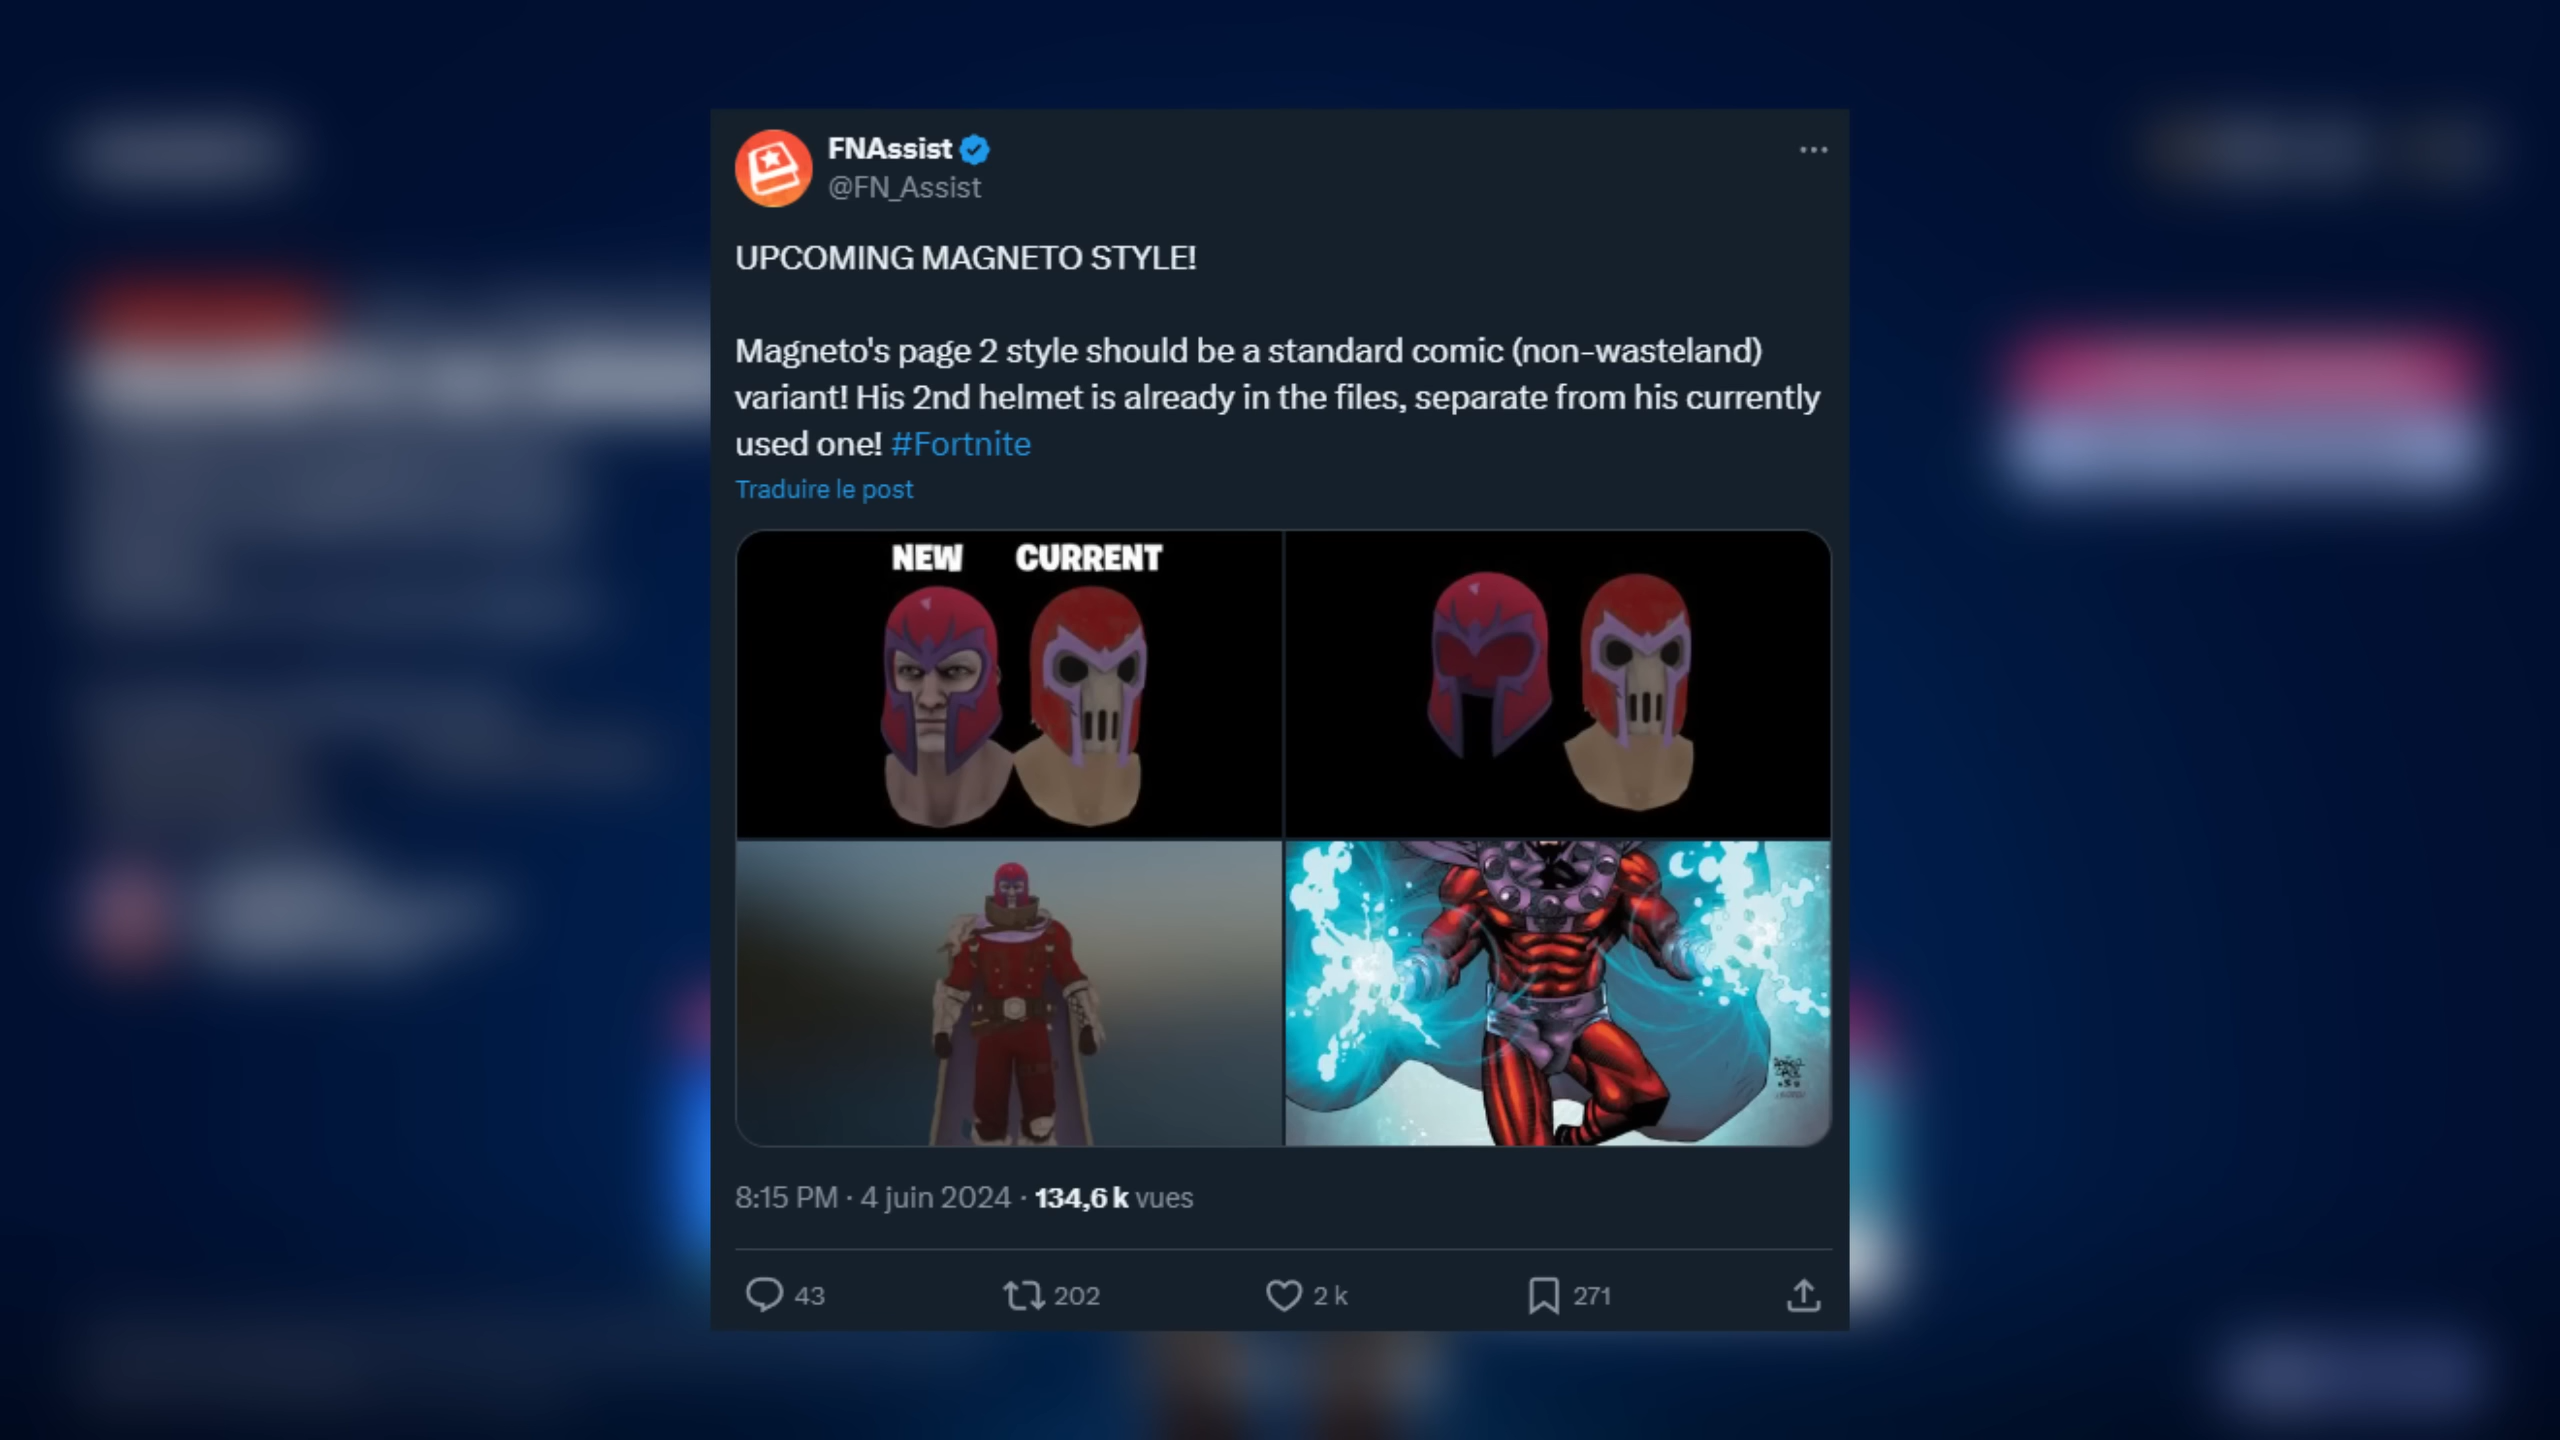 FNAssist
@FN_Assist
UPCOMING MAGNETO STYLE!
Magneto's page 2 style should be a standard comic (non-wasteland)
variant! His 2nd helmet is already in the files, separate from his currently
used one! #Fortnite
Traduire le post
NEW CURRENT
8:15 PM · 4 juin 2024 · 134,6 k vues
43 202 2 k 271